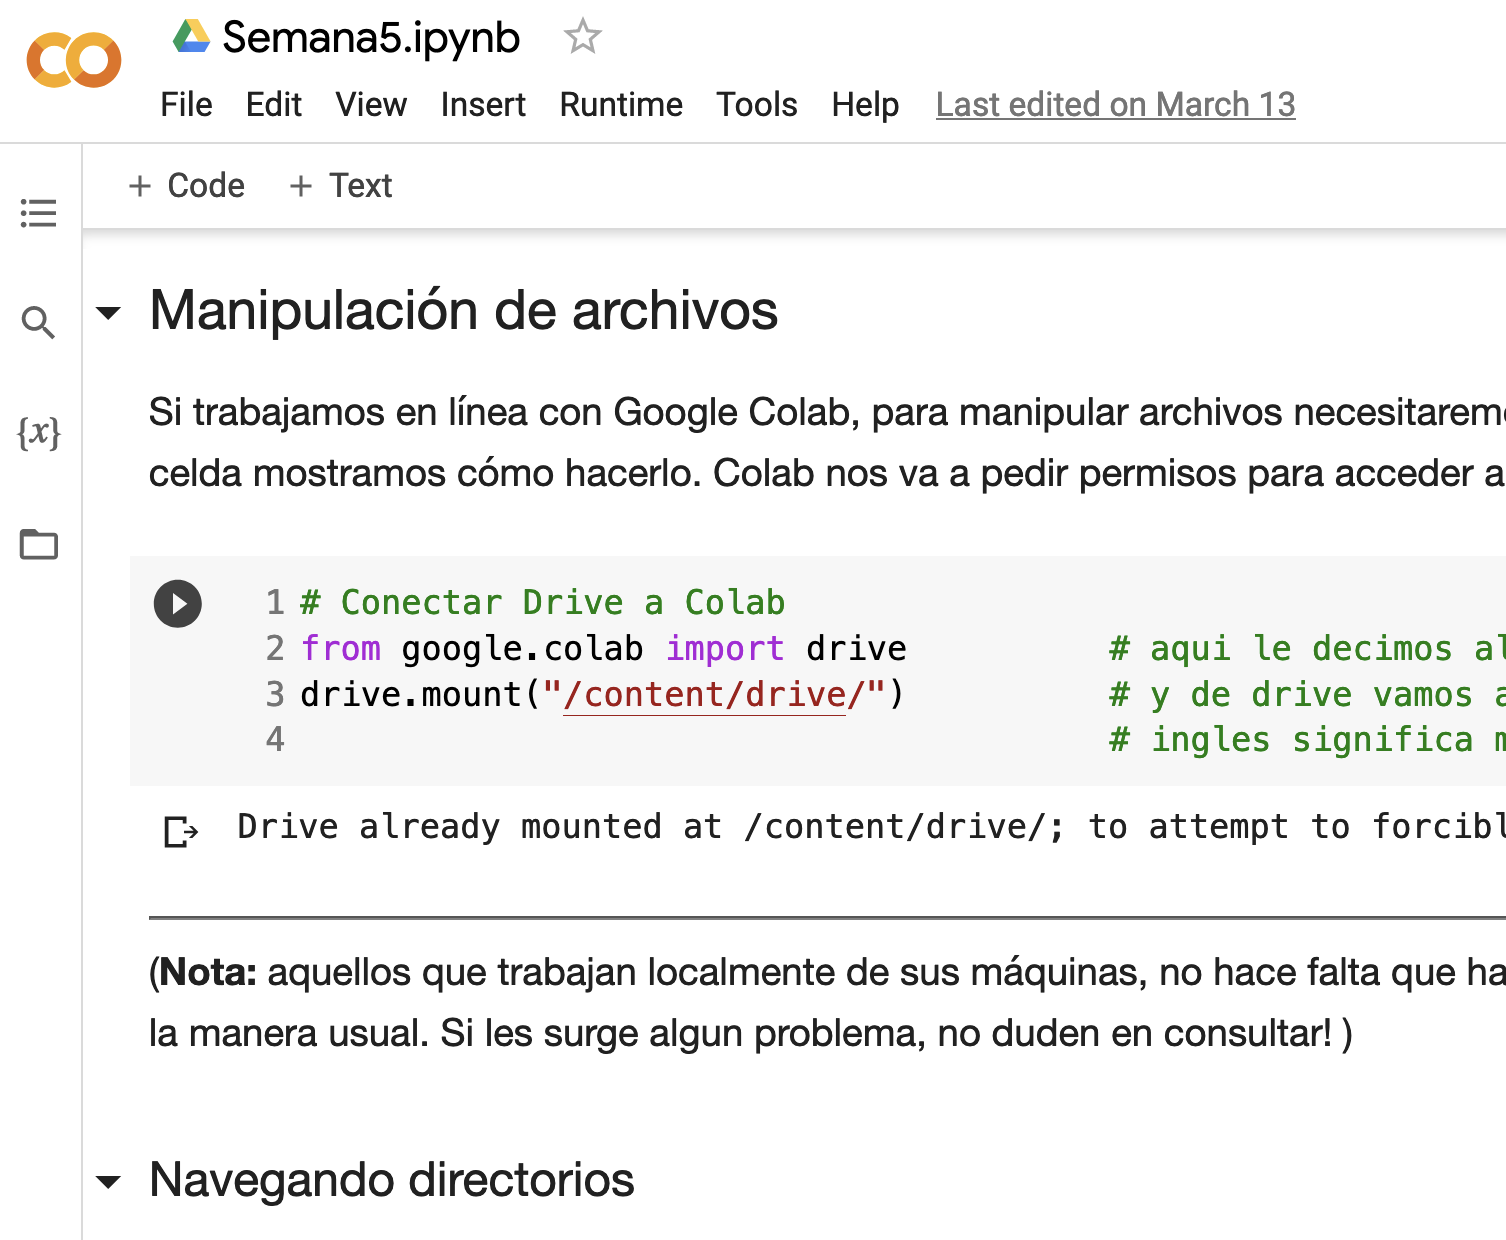 Semana5.ipynb
File Edit View Insert Runtime Tools Help Last edited on March 13
+ Code + Text
Manipulación de archivos
Si trabajamos en línea con Google Colab, para manipular archivos
celda mostramos cómo hacerlo. Colab nos va a pedir permisos para acceder a
{x}
1 # Conectar Drive a Colab
2 from google.colab import drive # aqui le decimos
3 drive.mount("/content/drive/") # y de drive vamos
4 # ingles significa
Drive already mounted at /content/drive/; to attempt to
(Nota: aquellos que trabajan localmente de sus máquinas, no hace falta que
la manera usual. Si les surge algun problema, no duden en consultar! )
Navegando directorios